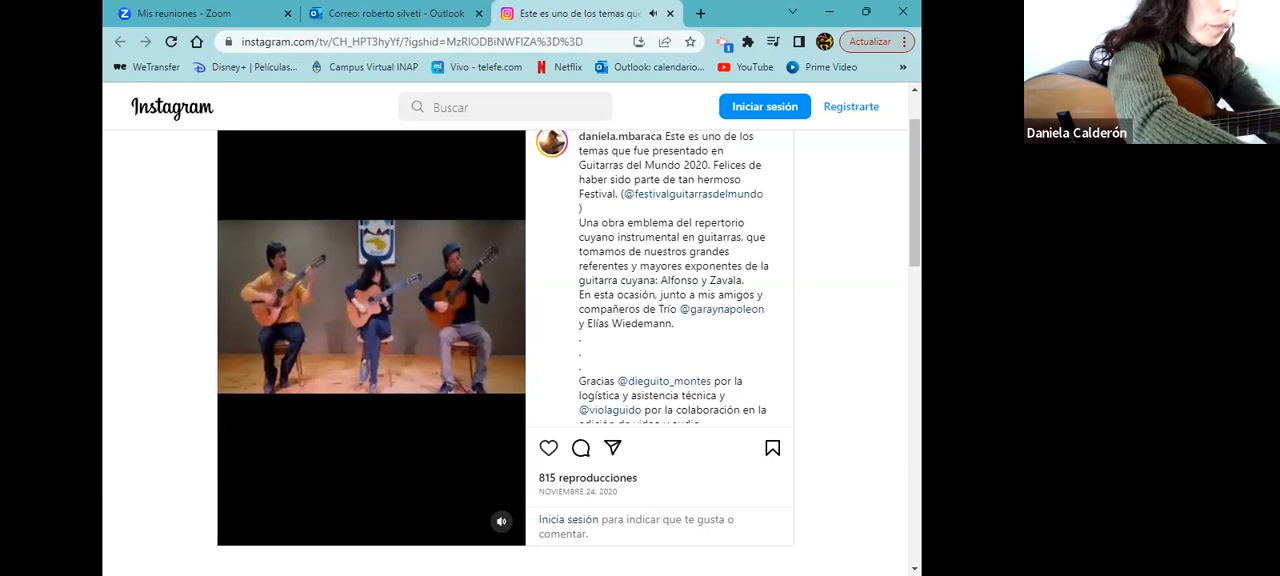 Mis reuniones - Zoom
Correo: roberto silveti - Outlook
Este es uno de los temas que
instagram.com/tv/CH_HPT3hyYf/?igshid=MzRlODBiNWFlZA%3D%3D
1
Actualizar
WeTransfer
Disney+ | Películas...
Campus Virtual INAP
Vivo - telefe.com
Netflix
Outlook: calendario...
YouTube
Prime Video
»
Instagram
Buscar
Iniciar sesión
Registrarte
daniela.mbaraca Este es uno de los
temas que fue presentado en
Guitarras del Mundo 2020. Felices de
haber sido parte de tan hermoso
Festival. (@festivalguitarrasdelmundo
)
Una obra emblema del repertorio
cuyano instrumental en guitarras, que
tomamos de nuestros grandes
referentes y mayores exponentes de la
guitarra cuyana: Alfonso y Zavala.
En esta ocasión, junto a mis amigos y
compañeros de Trío @garaynapoleon
y Elías Wiedemann.
.
.
.
Gracias @dieguito_montes por la
logística y asistencia técnica y
@violaguido por la colaboración en la
edición de video y audio
815 reproducciones
NOVIEMBRE 24, 2020
Inicia sesión para indicar que te gusta o
comentar.
Daniela Calderón